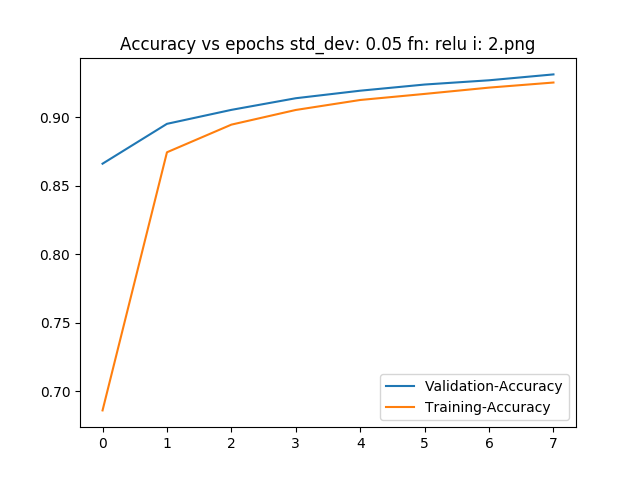 Accuracy vs epochs std_dev: 0.05 fn: relu i: 2.png
0.90
0.85
0.80
0.75
0.70
Validation-Accuracy
Training-Accuracy
0 1 2 3 4 5 6 7